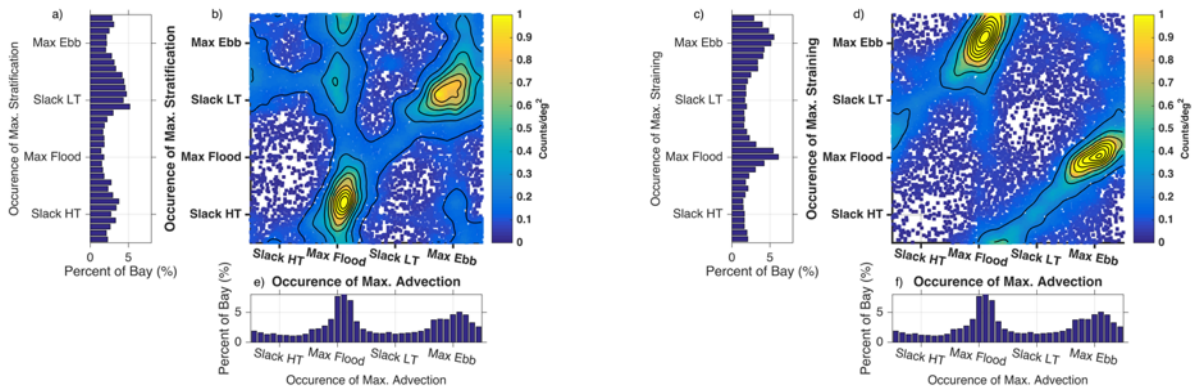 a)
Occurence of Max. Stratification
Max Ebb
Slack LT
Max Flood
Slack HT
0
5
Percent of Bay (%)
b)
Occurence of Max. Stratification
Max Ebb
Slack LT
Max Flood
Slack HT
Slack HT
Max Flood
Slack LT
Max Ebb
1
0.9
0.8
0.7
0.6
0.5
0.4
0.3
0.2
0.1
0
Counts/deg²
e) Occurence of Max. Advection
Percent of Bay (%)
5
0
Slack HT
Max Flood
Slack LT
Max Ebb
Occurence of Max. Advection
c)
Occurence of Max. Straining
Max Ebb
Slack LT
Max Flood
Slack HT
0
5
Percent of Bay (%)
d)
Occurence of Max. Straining
Max Ebb
Slack LT
Max Flood
Slack HT
Slack HT
Max Flood
Slack LT
Max Ebb
1
0.9
0.8
0.7
0.6
0.5
0.4
0.3
0.2
0.1
0
Counts/deg²
f) Occurence of Max. Advection
Percent of Bay (%)
5
0
Slack HT
Max Flood
Slack LT
Max Ebb
Occurence of Max. Advection